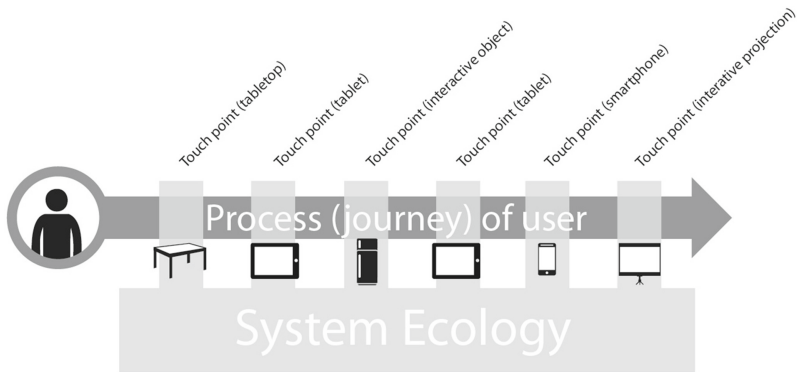 Touch point (tabletop)
Touch point (tablet)
Touch point (interactive object)
Touch point (tablet)
Touch point (smartphone)
Touch point (interative projection)
Process (journey) of user
System Ecology